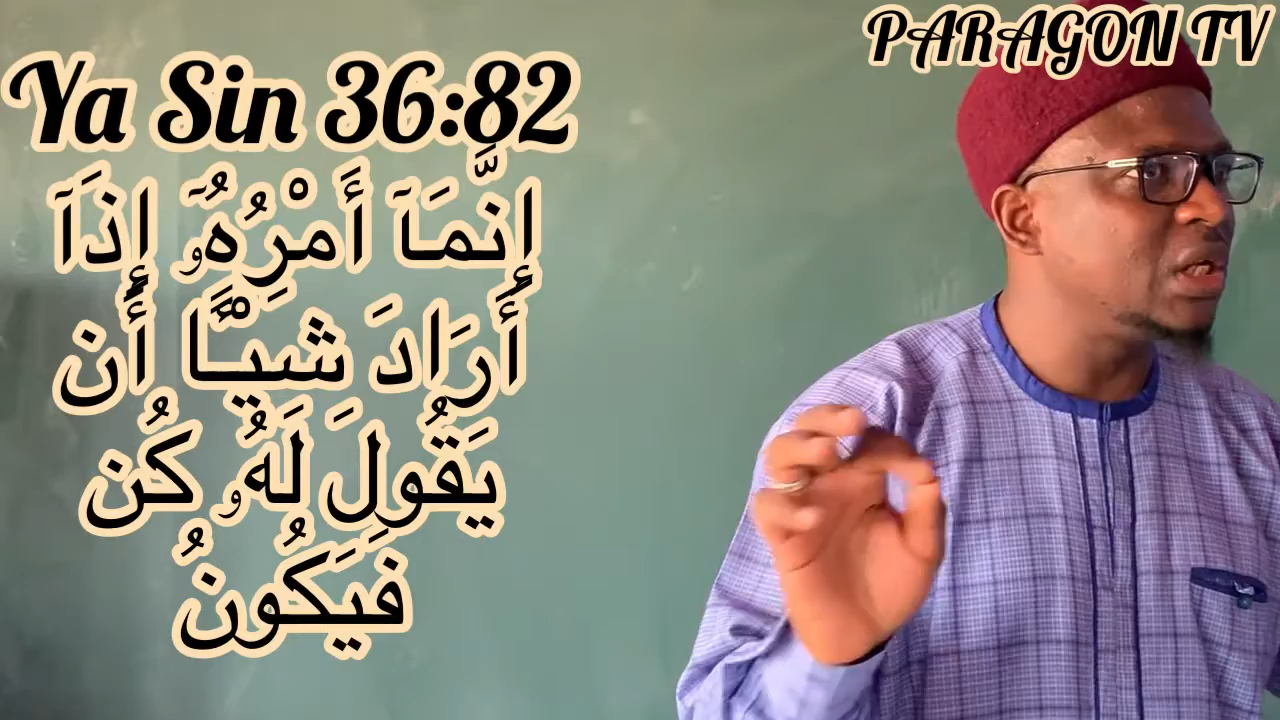 PARAGON TV
Ya Sin 36:82
إِنَّمَآ أَمْرُهُۥٓ إِذَآ
أَرَادَ شَيْـًٔا أَن
يَقُولَ لَهُۥ كُن
فَيَكُونُ